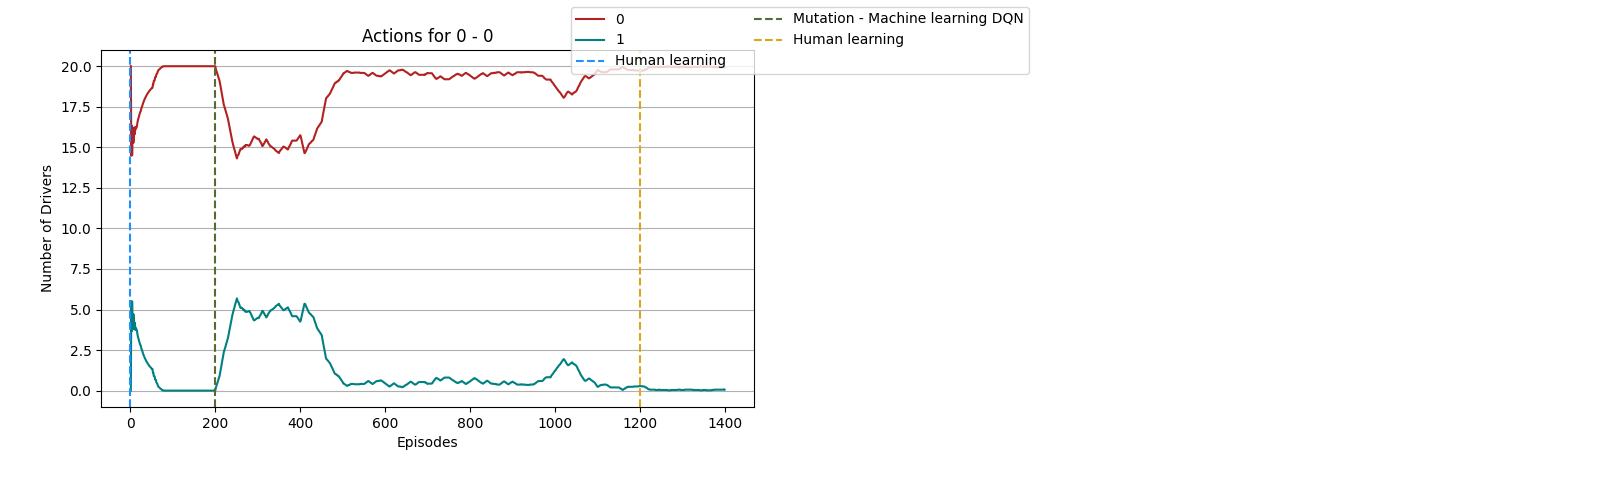 0
1
Human learning
Mutation - Machine learning DQN
Human learning
Actions for 0 - 0
Number of Drivers
20.0
17.5
15.0
12.5
10.0
7.5
5.0
2.5
0.0
0 200 400 600 800 1000 1200 1400
Episodes